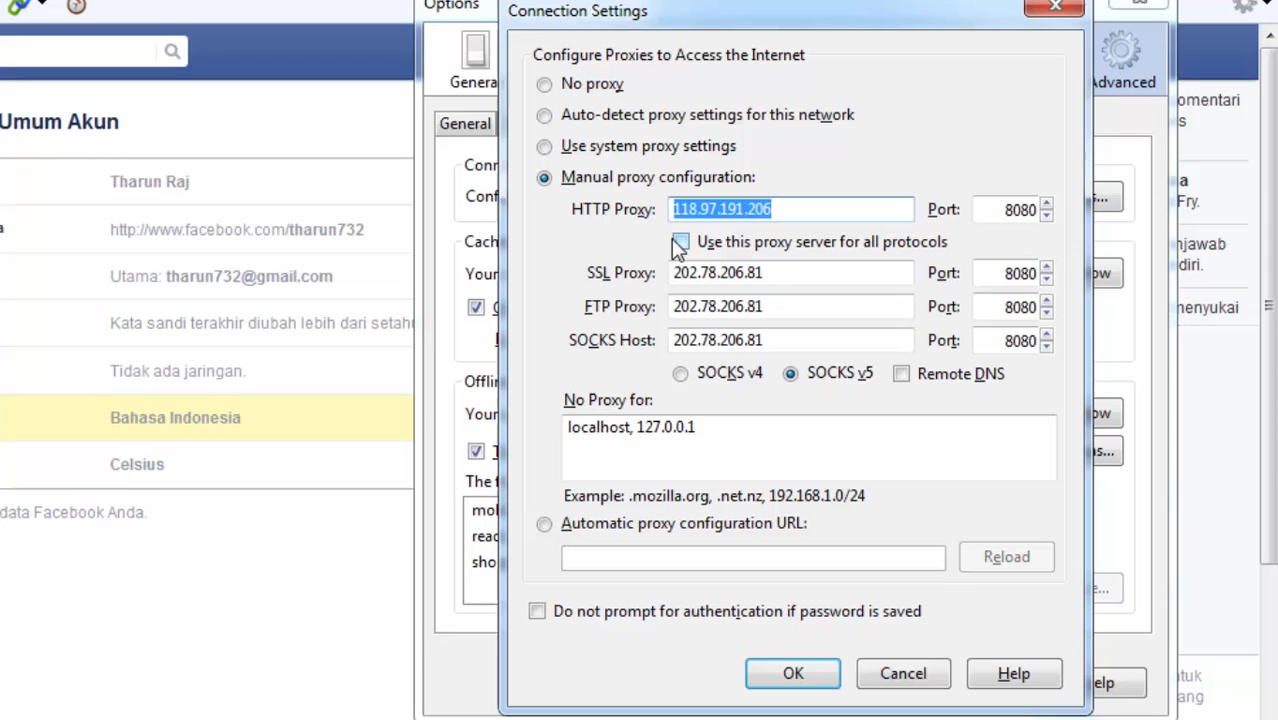 Options
Connection Settings
Configure Proxies to Access the Internet
No proxy
Auto-detect proxy settings for this network
Use system proxy settings
Manual proxy configuration:
HTTP Proxy: 118.97.191.206 Port: 8080
Use this proxy server for all protocols
SSL Proxy: 202.78.206.81 Port: 8080
FTP Proxy: 202.78.206.81 Port: 8080
SOCKS Host: 202.78.206.81 Port: 8080
SOCKS v4 SOCKS v5 Remote DNS
No Proxy for:
localhost, 127.0.0.1
Example: .mozilla.org, .net.nz, 192.168.1.0/24
Automatic proxy configuration URL:
Reload
Do not prompt for authentication if password is saved
OK Cancel Help
Advanced
General
Umum Akun
Tharun Raj
http://www.facebook.com/tharun732
Utama: tharun732@gmail.com
Kata sandi terakhir diubah lebih dari
Tidak ada jaringan.
Bahasa Indonesia
Celsius
data Facebook Anda.
Your
Your
The
Fry.